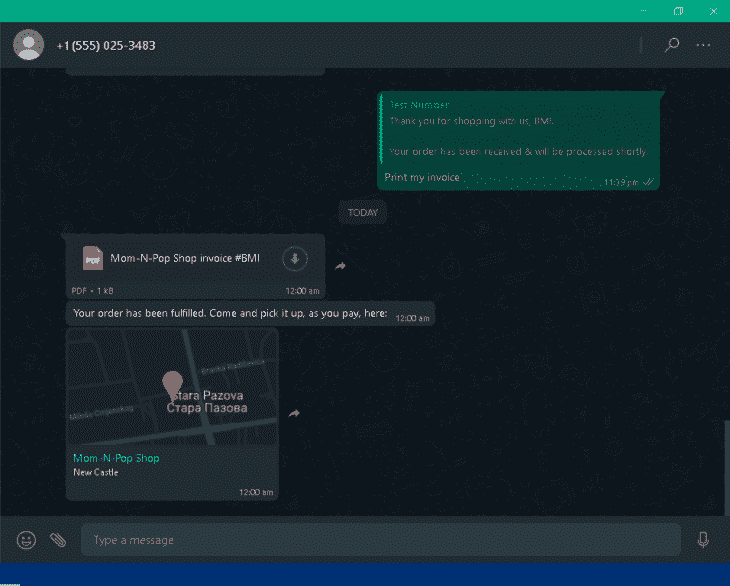 +1 (555) 025-3483
Test Number
Thank you for shopping with us, BMI.
Your order has been received & will be processed shortly
Print my invoice
11:59 pm
TODAY
Mom-N-Pop Shop invoice #BMI
PDF
PDF • 1 kB
12:00 am
Your order has been fulfilled. Come and pick it up, as you pay, here:
12:00 am
Stara Pazova
Стара Пазова
Mom-N-Pop Shop
New Castle
12:00 am
Type a message